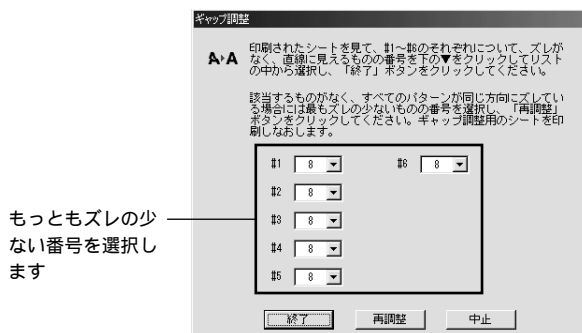 ギャップ調整
A▸A
印刷されたシートを見て、#1～#6のそれぞれについて、ズレが
なく、直線に見えるものの番号を下の▼をクリックしてリスト
の中から選択し、「終了」ボタンをクリックしてください。
該当するものがなく、すべてのパターンが同じ方向にズレてい
る場合には最もズレの少ないものの番号を選択し、「再調整」
ボタンをクリックしてください。ギャップ調整用のシートを印
刷しなおします。
#1 8 #6 8
#2 8
#3 8
#4 8
#5 8
もっともズレの少
ない番号を選択し
ます
終了 再調整 中止